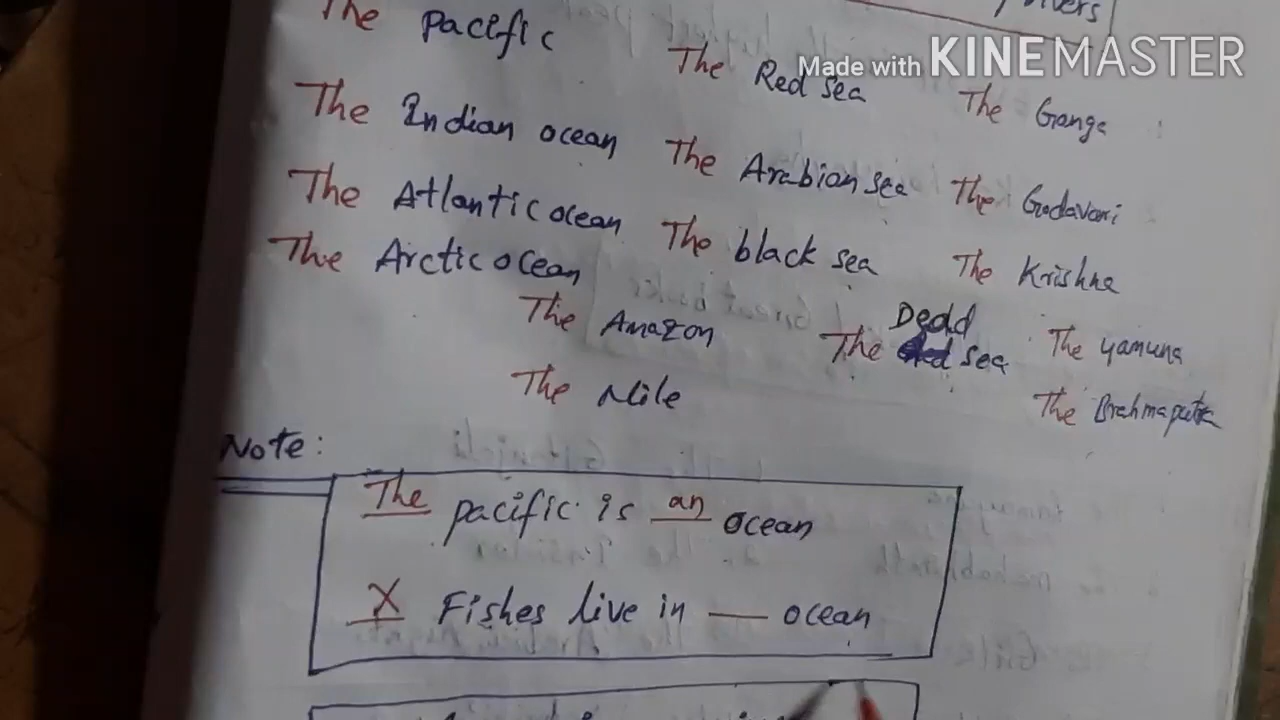 The Pacific
The Indian ocean
The Atlantic ocean
The Arctic ocean
The Amazon
The Nile
The Red Sea
The Arabian sea
The black sea
The Dead sea
The Ganga
The Godavari
The Krishna
The yamuna
The Brahmaputra
Note:
The pacific is an ocean
X Fishes live in ___ ocean
Made with KINEMASTER